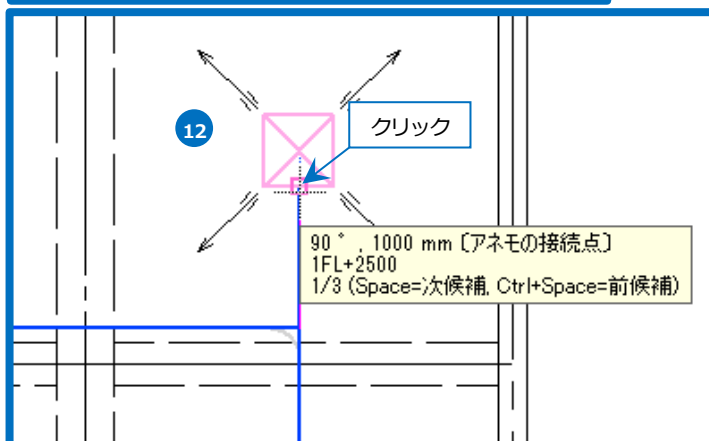 12
クリック
90 ° , 1000 mm 〔アネモの接続点〕
1FL+2500
1/3 (Space=次候補, Ctrl+Space=前候補)